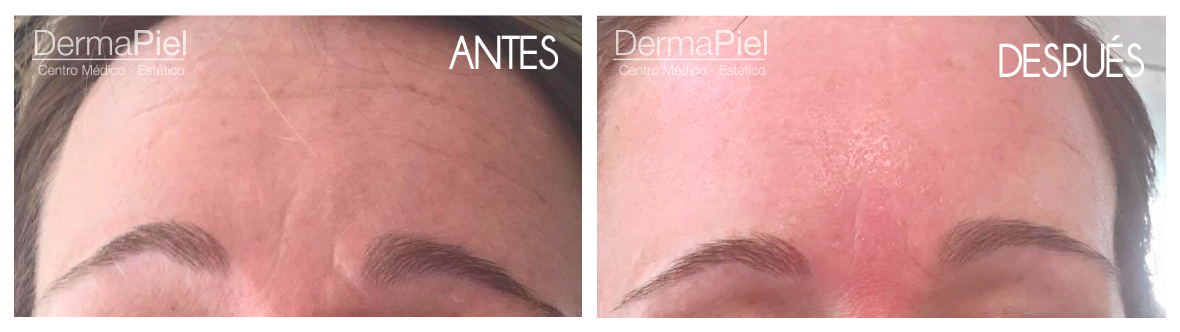 DermaPiel
Centro Médico - Estético
ANTES
DermaPiel
Centro Médico - Estético
DESPUÉS